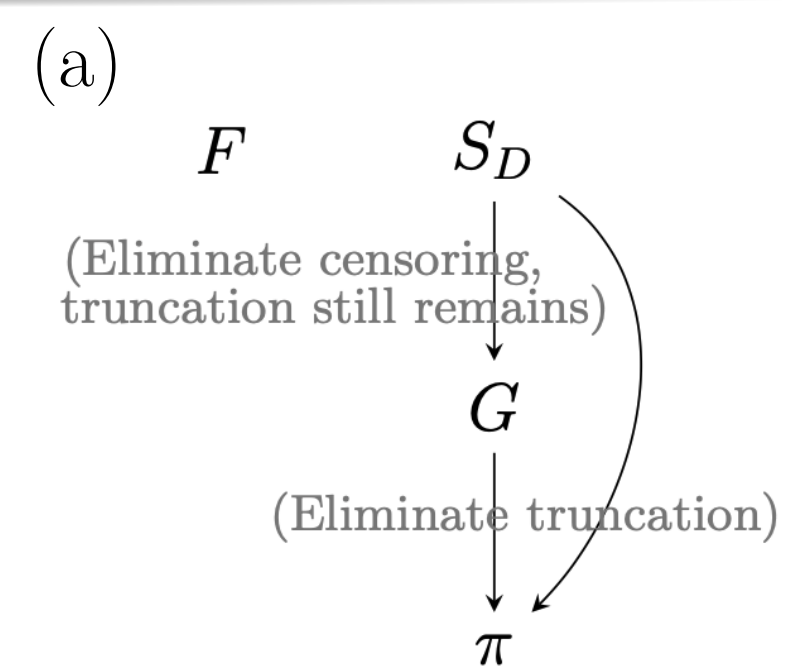 (a)
F S_D
(Eliminate censoring,
truncation still remains)
G
(Eliminate truncation)
π